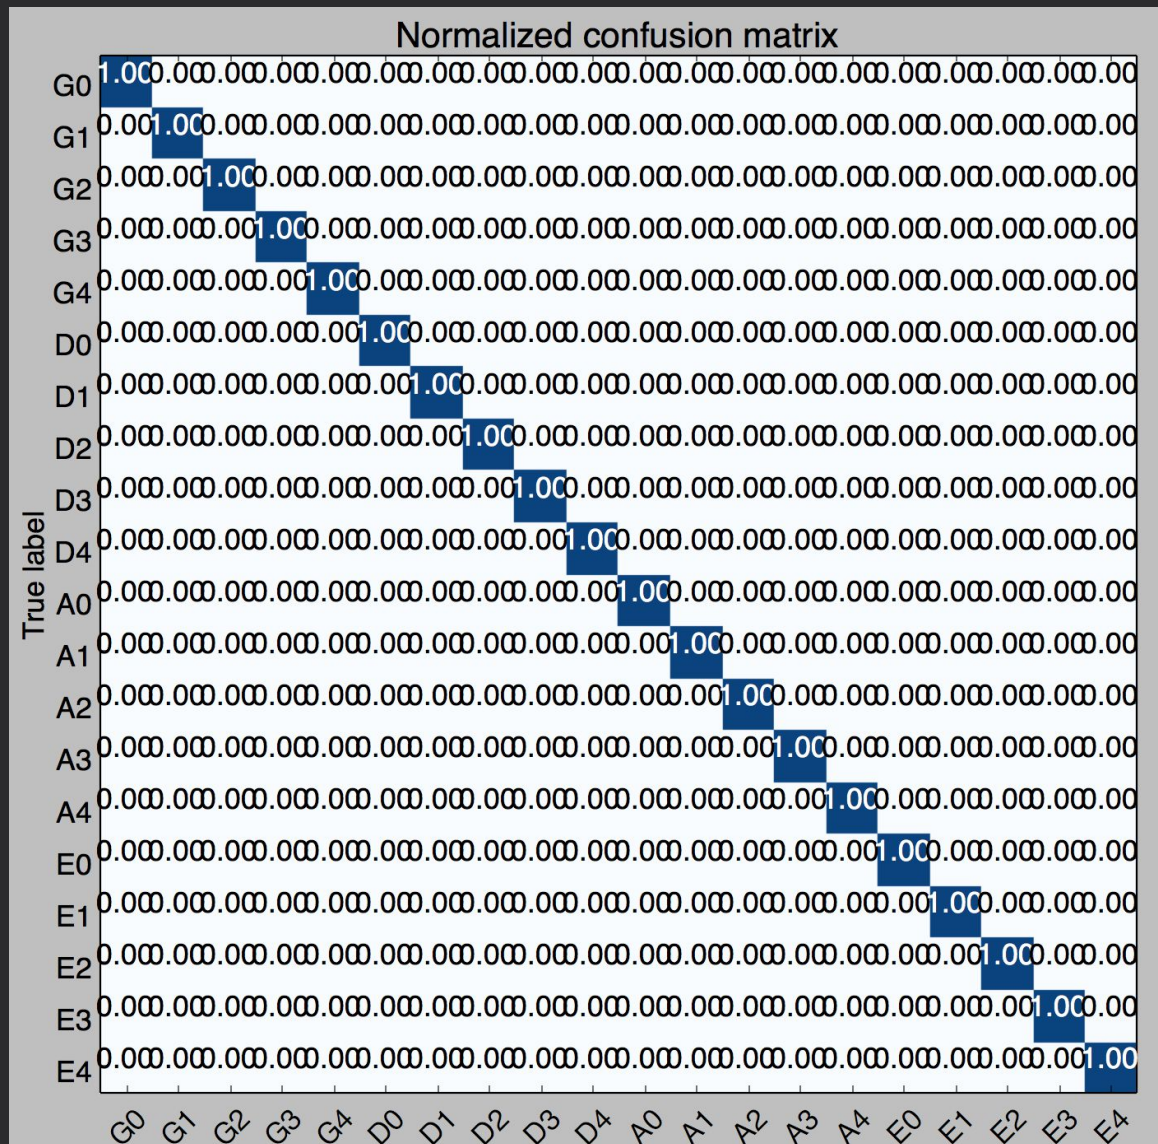 Normalized confusion matrix
G0 1.00 0.00 0.00 0.00 0.00 0.00 0.00 0.00 0.00 0.00 0.00 0.00 0.00 0.00 0.00 0.00 0.00 0.00 0.00 0.00
G1 0.00 1.00 0.00 0.00 0.00 0.00 0.00 0.00 0.00 0.00 0.00 0.00 0.00 0.00 0.00 0.00 0.00 0.00 0.00 0.00
G2 0.00 0.00 1.00 0.00 0.00 0.00 0.00 0.00 0.00 0.00 0.00 0.00 0.00 0.00 0.00 0.00 0.00 0.00 0.00 0.00
G3 0.00 0.00 0.00 1.00 0.00 0.00 0.00 0.00 0.00 0.00 0.00 0.00 0.00 0.00 0.00 0.00 0.00 0.00 0.00 0.00
G4 0.00 0.00 0.00 0.00 1.00 0.00 0.00 0.00 0.00 0.00 0.00 0.00 0.00 0.00 0.00 0.00 0.00 0.00 0.00 0.00
D0 0.00 0.00 0.00 0.00 0.00 1.00 0.00 0.00 0.00 0.00 0.00 0.00 0.00 0.00 0.00 0.00 0.00 0.00 0.00 0.00
D1 0.00 0.00 0.00 0.00 0.00 0.00 1.00 0.00 0.00 0.00 0.00 0.00 0.00 0.00 0.00 0.00 0.00 0.00 0.00 0.00
D2 0.00 0.00 0.00 0.00 0.00 0.00 0.00 1.00 0.00 0.00 0.00 0.00 0.00 0.00 0.00 0.00 0.00 0.00 0.00 0.00
D3 0.00 0.00 0.00 0.00 0.00 0.00 0.00 0.00 1.00 0.00 0.00 0.00 0.00 0.00 0.00 0.00 0.00 0.00 0.00 0.00
D4 0.00 0.00 0.00 0.00 0.00 0.00 0.00 0.00 0.00 1.00 0.00 0.00 0.00 0.00 0.00 0.00 0.00 0.00 0.00 0.00
A0 0.00 0.00 0.00 0.00 0.00 0.00 0.00 0.00 0.00 0.00 1.00 0.00 0.00 0.00 0.00 0.00 0.00 0.00 0.00 0.00
A1 0.00 0.00 0.00 0.00 0.00 0.00 0.00 0.00 0.00 0.00 0.00 1.00 0.00 0.00 0.00 0.00 0.00 0.00 0.00 0.00
A2 0.00 0.00 0.00 0.00 0.00 0.00 0.00 0.00 0.00 0.00 0.00 0.00 1.00 0.00 0.00 0.00 0.00 0.00 0.00 0.00
A3 0.00 0.00 0.00 0.00 0.00 0.00 0.00 0.00 0.00 0.00 0.00 0.00 0.00 1.00 0.00 0.00 0.00 0.00 0.00 0.00
A4 0.00 0.00 0.00 0.00 0.00 0.00 0.00 0.00 0.00 0.00 0.00 0.00 0.00 0.00 1.00 0.00 0.00 0.00 0.00 0.00
E0 0.00 0.00 0.00 0.00 0.00 0.00 0.00 0.00 0.00 0.00 0.00 0.00 0.00 0.00 0.00 1.00 0.00 0.00 0.00 0.00
E1 0.00 0.00 0.00 0.00 0.00 0.00 0.00 0.00 0.00 0.00 0.00 0.00 0.00 0.00 0.00 0.00 1.00 0.00 0.00 0.00
E2 0.00 0.00 0.00 0.00 0.00 0.00 0.00 0.00 0.00 0.00 0.00 0.00 0.00 0.00 0.00 0.00 0.00 1.00 0.00 0.00
E3 0.00 0.00 0.00 0.00 0.00 0.00 0.00 0.00 0.00 0.00 0.00 0.00 0.00 0.00 0.00 0.00 0.00 0.00 1.00 0.00
E4 0.00 0.00 0.00 0.00 0.00 0.00 0.00 0.00 0.00 0.00 0.00 0.00 0.00 0.00 0.00 0.00 0.00 0.00 0.00 1.00
True label
G0 G1 G2 G3 G4 D0 D1 D2 D3 D4 A0 A1 A2 A3 A4 E0 E1 E2 E3 E4